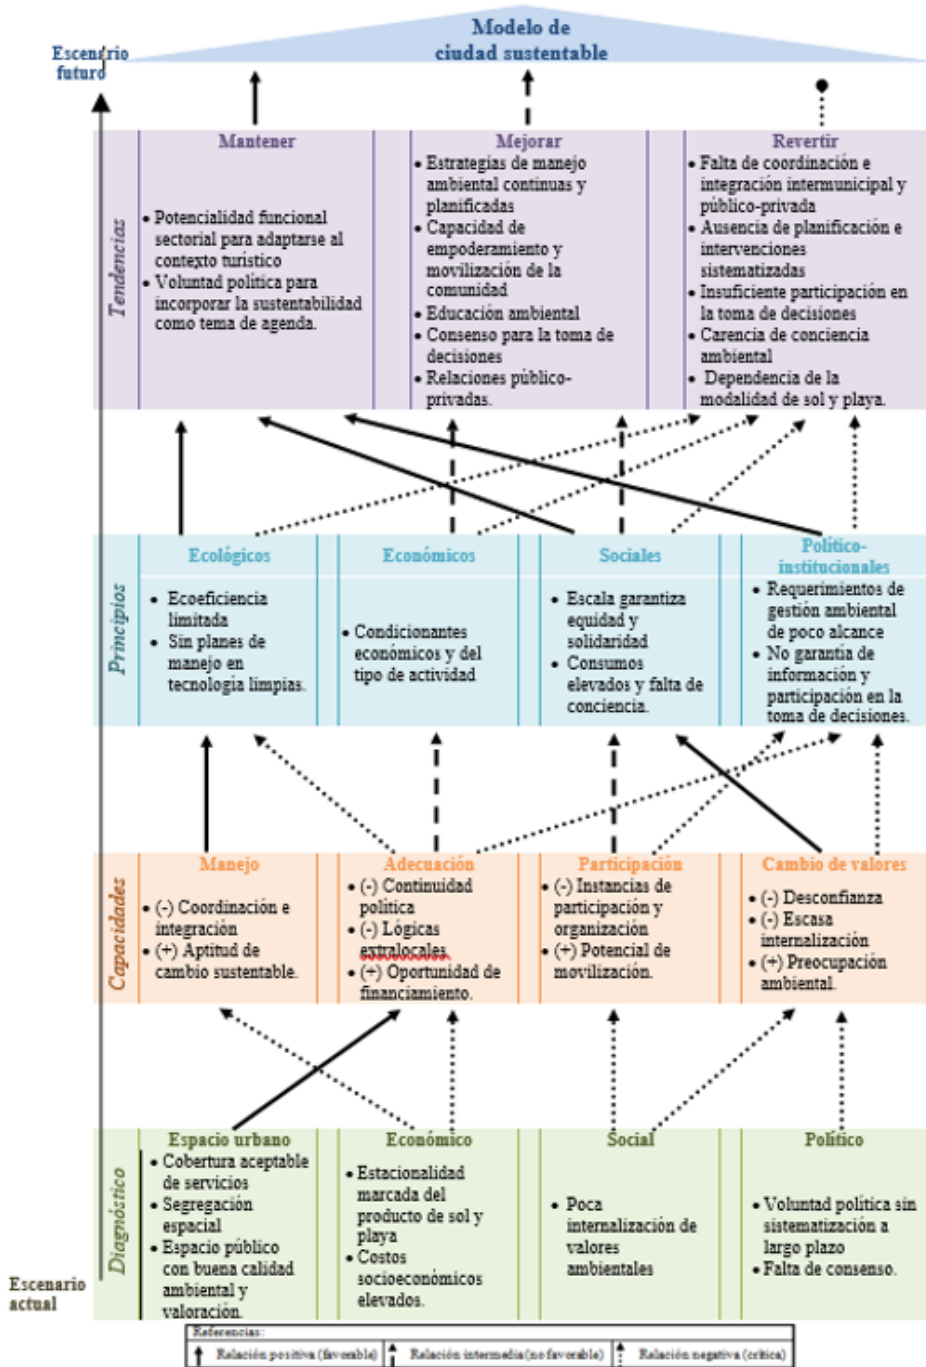 Modelo de
ciudad sustentable
Escenario
futuro
Tendencias
Mantener
• Potencialidad funcional
sectorial para adaptarse al
contexto turístico
• Voluntad política para
incorporar la sustentabilidad
como tema de agenda.
Mejorar
• Estrategias de manejo
ambiental continuas y
planificadas
• Capacidad de
empoderamiento y
movilización de la
comunidad
• Educación ambiental
• Consenso para la toma de
decisiones
• Relaciones público-
privadas.
Revertir
• Falta de coordinación e
integración intermunicipal y
público-privada
• Ausencia de planificación e
intervenciones
sistematizadas
• Insuficiente participación en
la toma de decisiones
• Carencia de conciencia
ambiental
• Dependencia de la
modalidad de sol y playa.
Principios
Ecológicos
• Ecoeficiencia
limitada
• Sin planes de
manejo en
tecnología limpias.
Económicos
• Condicionantes
económicos y del
tipo de actividad
Sociales
• Escala garantiza
equidad y
solidaridad
• Consumos
elevados y falta de
conciencia.
Político-
institucionales
• Requerimientos de
gestión ambiental
de poco alcance
• No garantía de
información y
participación en la
toma de decisiones.
Capacidades
Manejo
• (-) Coordinación e
integración
• (+) Aptitud de
cambio sustentable.
Adecuación
• (-) Continuidad
política
• (-) Lógicas
extralocales
• (+) Oportunidad de
financiamiento.
Participación
• (-) Instancias de
participación y
organización
• (+) Potencial de
movilización.
Cambio de valores
• (-) Desconfianza
• (-) Escasa
internalización
• (+) Preocupación
ambiental.
Diagnóstico
Espacio urbano
• Cobertura aceptable
de servicios
• Segregación
espacial
• Espacio público
con buena calidad
ambiental y
valoración.
Económico
• Estacionalidad
marcada del
producto de sol y
playa
• Costos
socioeconómicos
elevados.
Social
• Poca
internalización de
valores
ambientales
Político
• Voluntad política sin
sistematización a
largo plazo
• Falta de consenso.
Escenario
actual
Referencias:
Relación positiva (favorable)
Relación intermedia (no favorable)
Relación negativa (crítica)